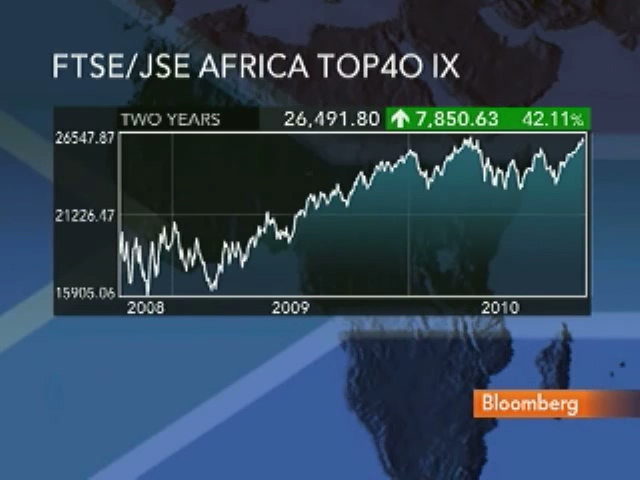 FTSE/JSE AFRICA TOP40 IX
TWO YEARS 26,491.80 7,850.63 42.11%
26547.87
21226.47
15905.06
2008 2009 2010
Bloomberg